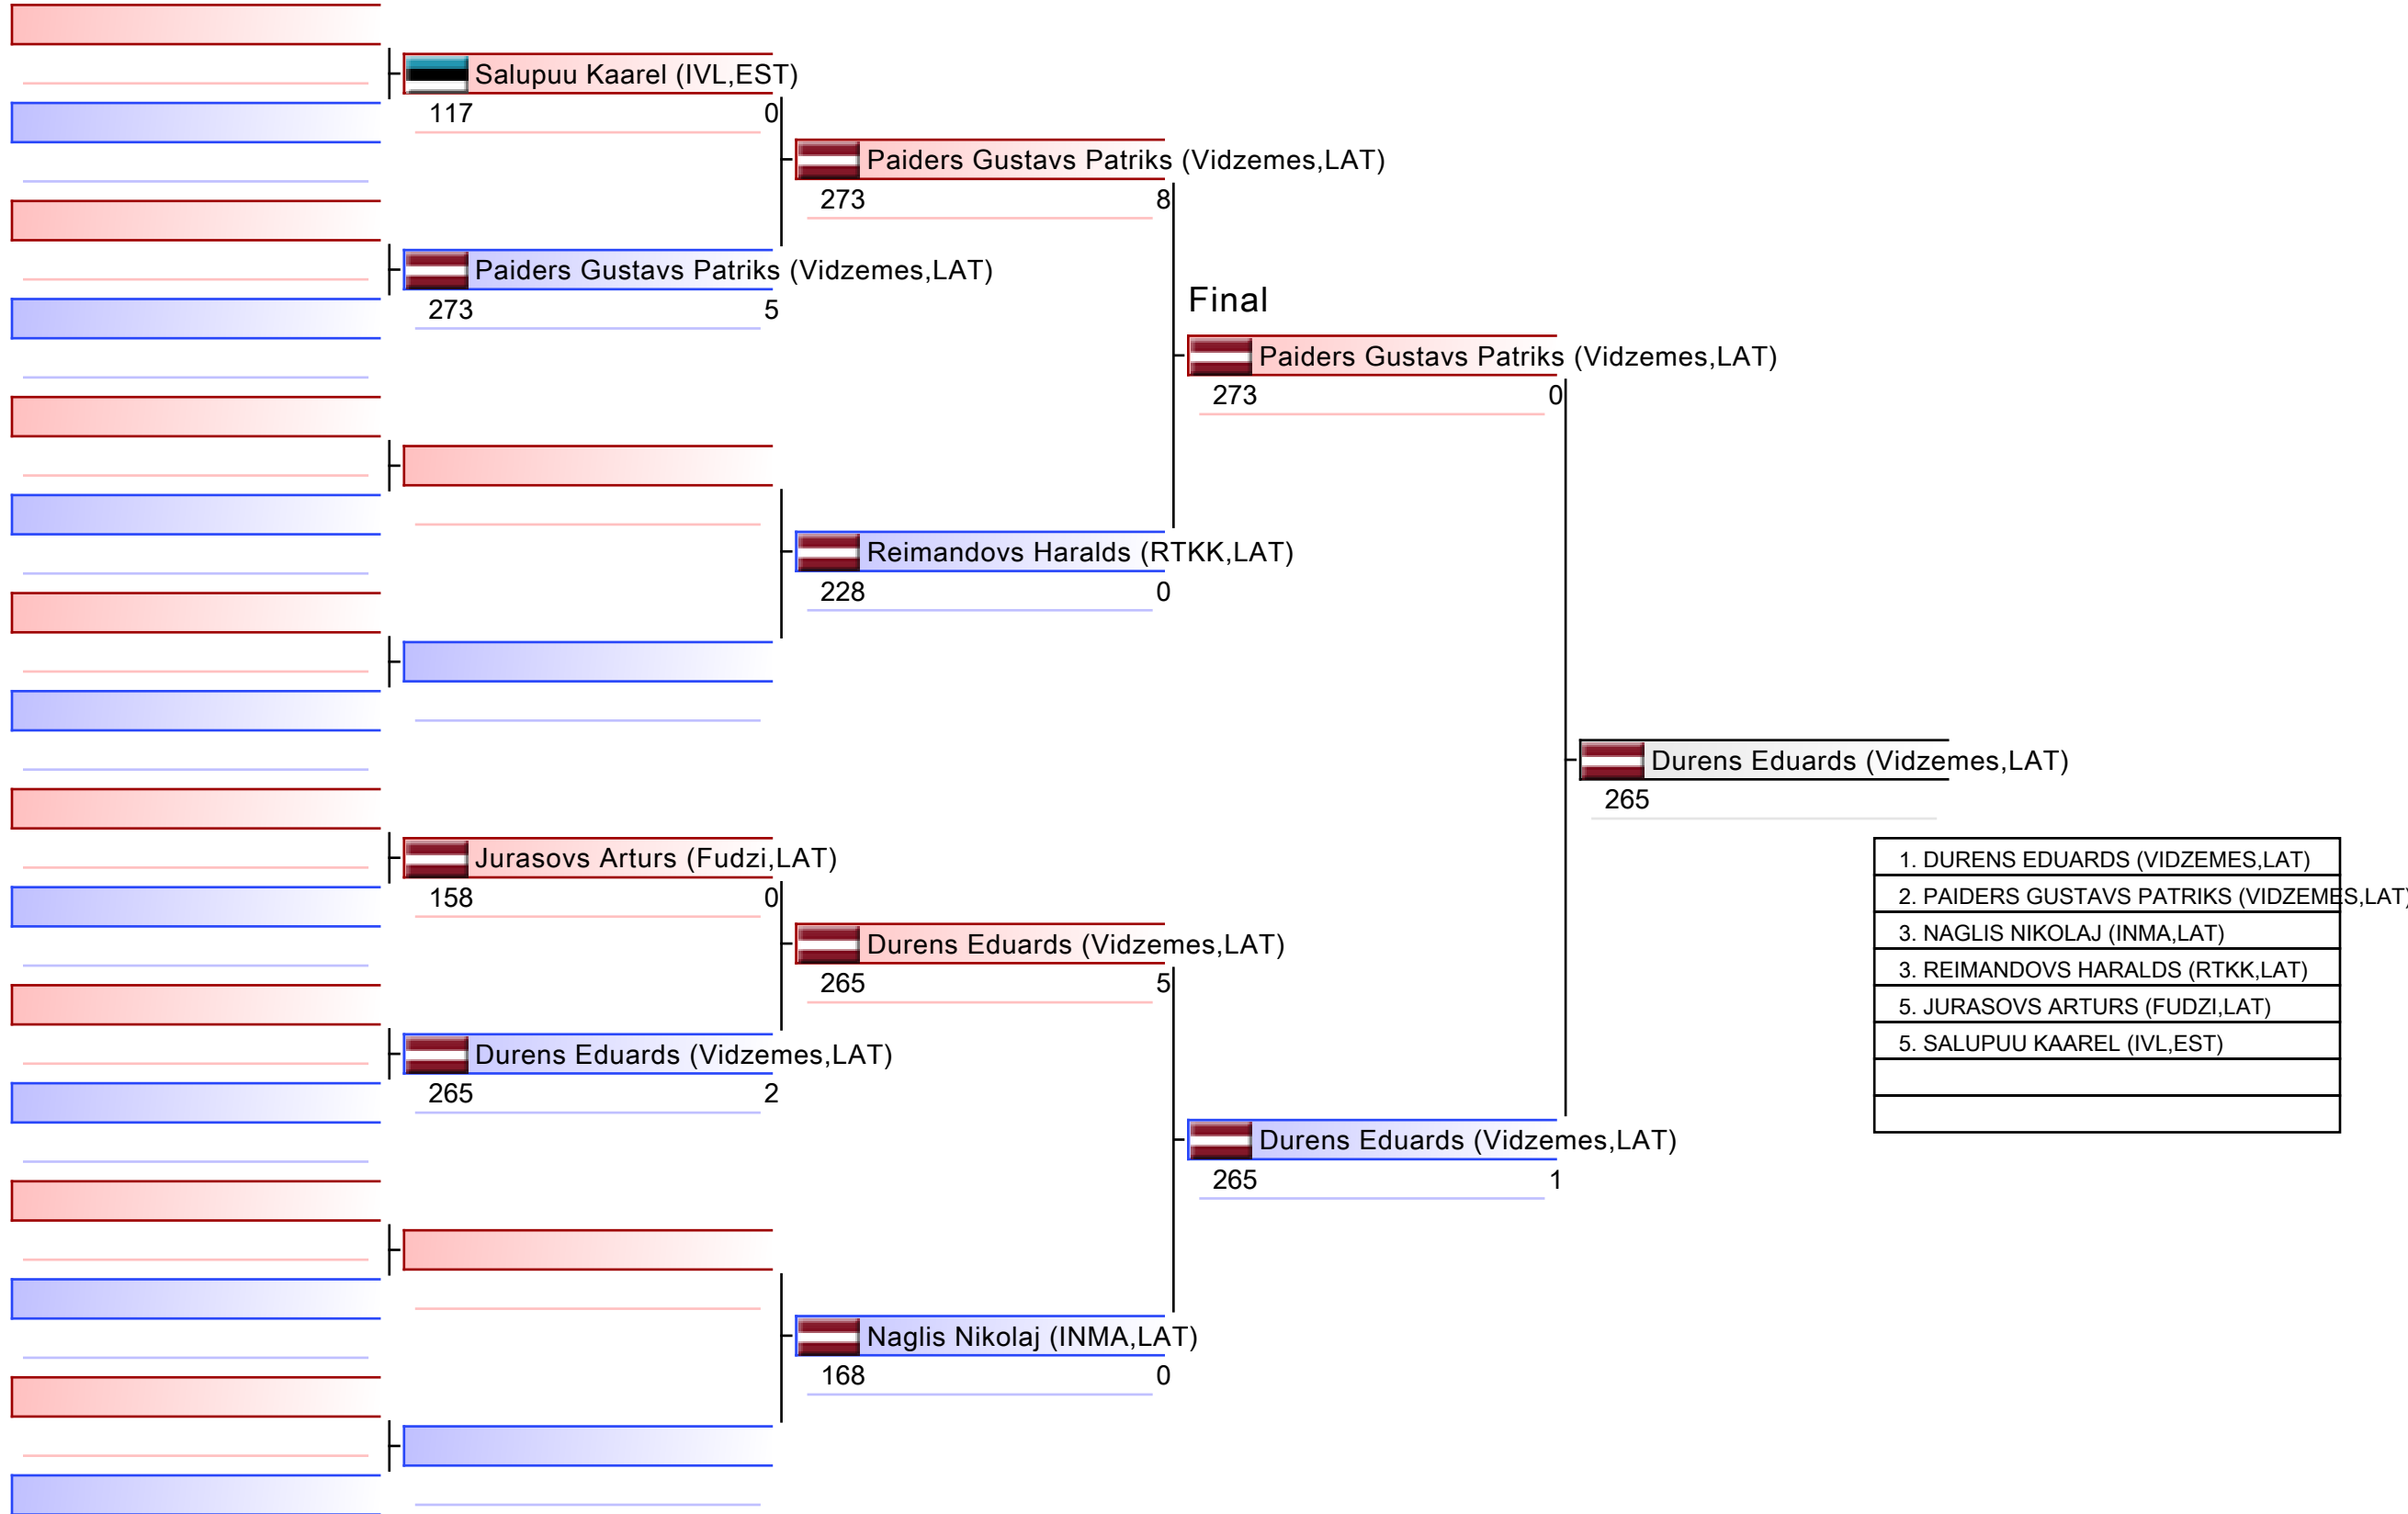 Salupuu Kaarel (IVL,EST)
117 0
Paiders Gustavs Patriks (Vidzemes,LAT)
273 8
Paiders Gustavs Patriks (Vidzemes,LAT)
273 5
Final
Paiders Gustavs Patriks (Vidzemes,LAT)
273 0
Reimandovs Haralds (RTKK,LAT)
228 0
Durens Eduards (Vidzemes,LAT)
265
Jurasovs Arturs (Fudzi,LAT)
158 0
Durens Eduards (Vidzemes,LAT)
265 5
Durens Eduards (Vidzemes,LAT)
265 2
Durens Eduards (Vidzemes,LAT)
265 1
Naglis Nikolaj (INMA,LAT)
168 0
1. DURENS EDUARDS (VIDZEMES,LAT)
2. PAIDERS GUSTAVS PATRIKS (VIDZEMES,LAT)
3. NAGLIS NIKOLAJ (INMA,LAT)
3. REIMANDOVS HARALDS (RTKK,LAT)
5. JURASOVS ARTURS (FUDZI,LAT)
5. SALUPUU KAAREL (IVL,EST)